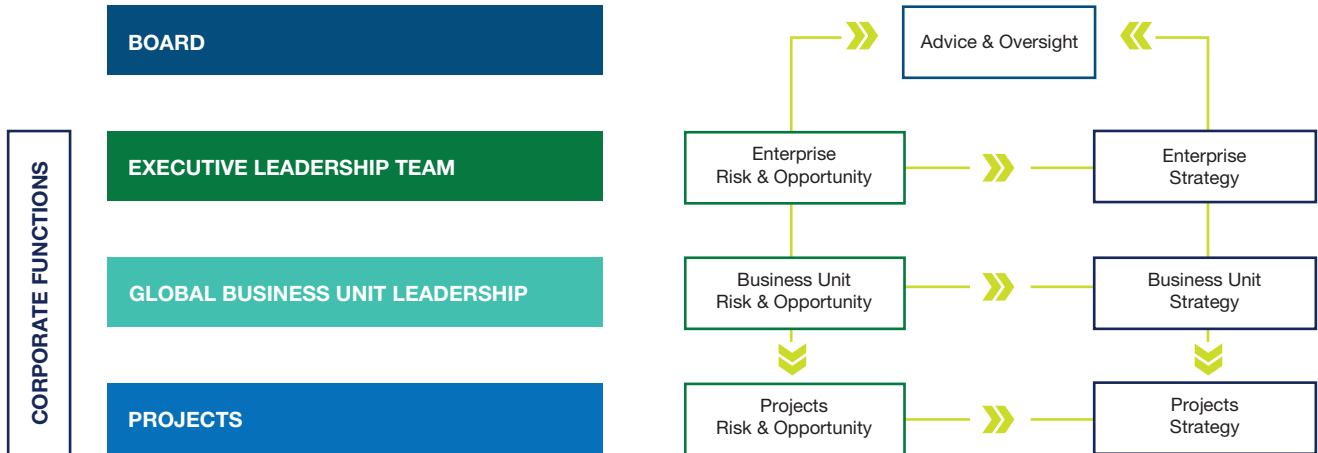 BOARD
Advice & Oversight
CORPORATE FUNCTIONS
EXECUTIVE LEADERSHIP TEAM
Enterprise
Risk & Opportunity
Enterprise
Strategy
GLOBAL BUSINESS UNIT LEADERSHIP
Business Unit
Risk & Opportunity
Business Unit
Strategy
PROJECTS
Projects
Risk & Opportunity
Projects
Strategy